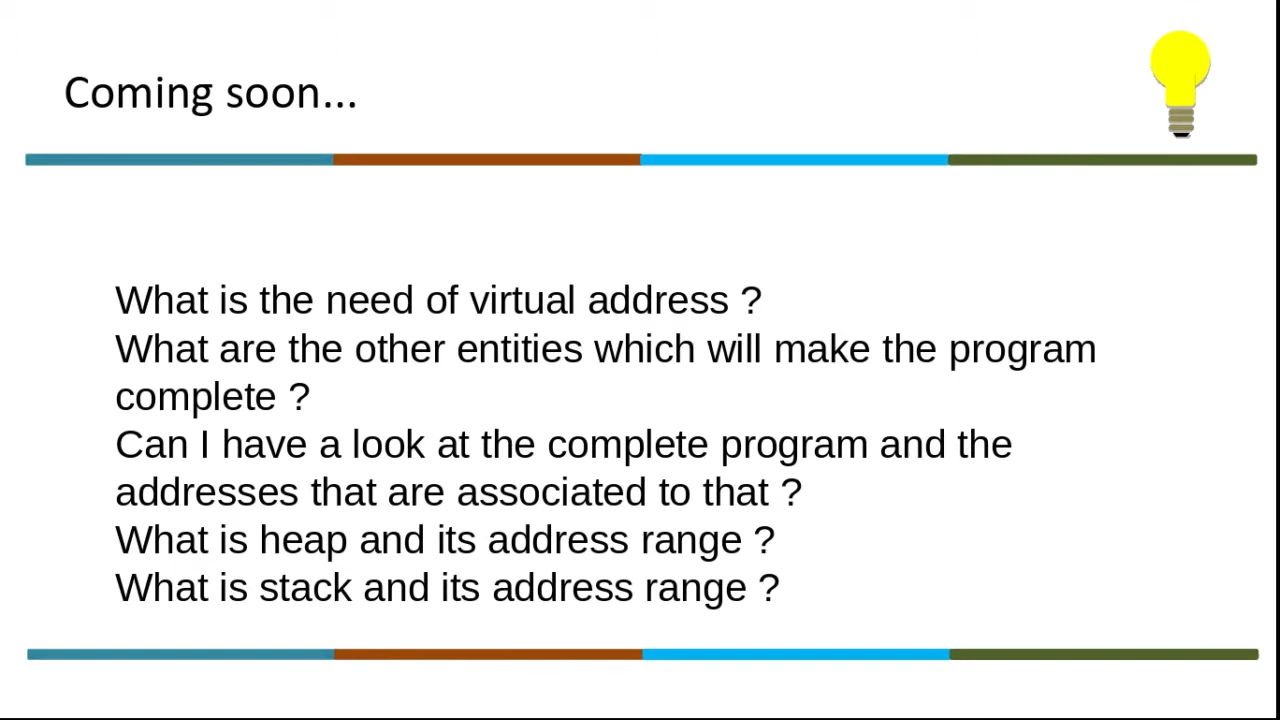 Coming soon...
What is the need of virtual address ?
What are the other entities which will make the program
complete ?
Can I have a look at the complete program and the
addresses that are associated to that ?
What is heap and its address range ?
What is stack and its address range ?